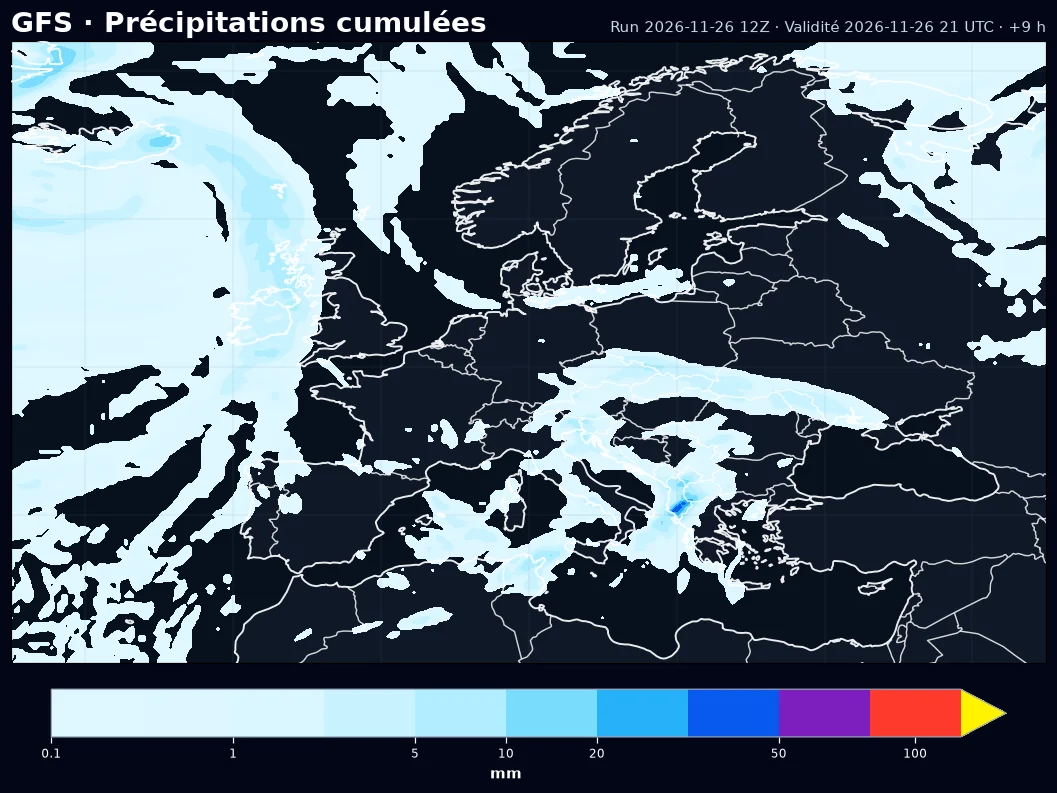 GFS · Précipitations cumulées
Run 2026-11-26 12Z · Validité 2026-11-26 21 UTC · +9 h
0.1 1 5 10 20 50 100
mm